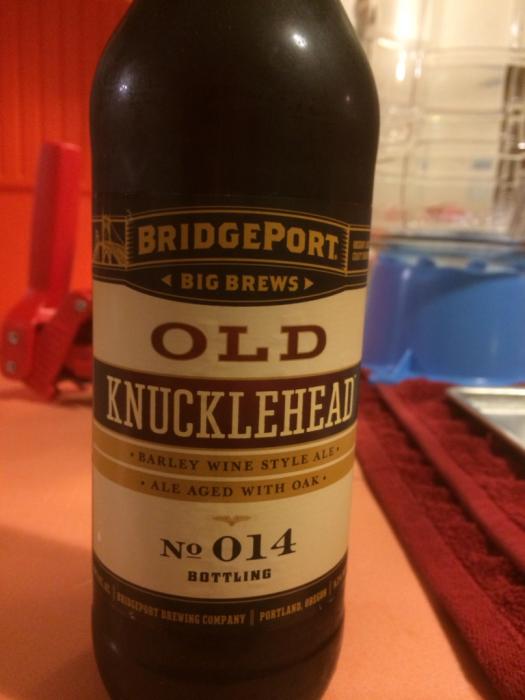 BRIDGEPORT
BIG BREWS
OLD
KNUCKLEHEAD
• BARLEY WINE STYLE ALE •
• ALE AGED WITH OAK •
No 014
BOTTLING
BRIDGEPORT BREWING COMPANY | PORTLAND, OREGON